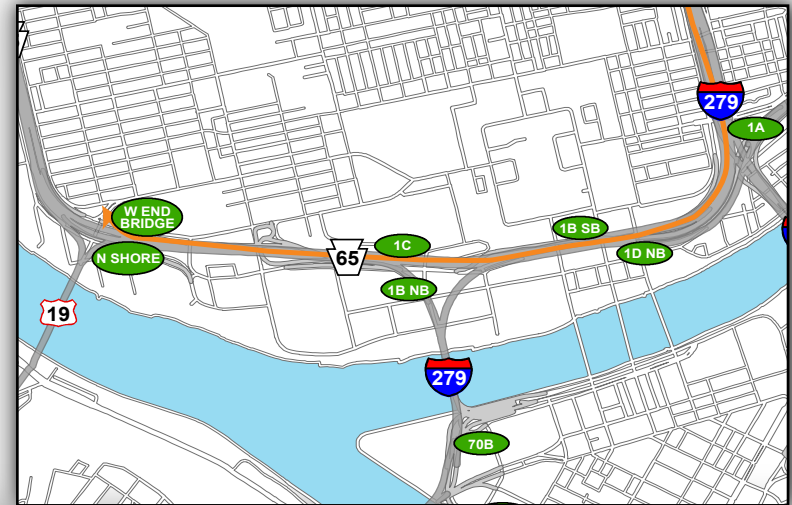 279
1A
W END
BRIDGE
1C
1B SB
1D NB
N SHORE
65
1B NB
19
279
70B